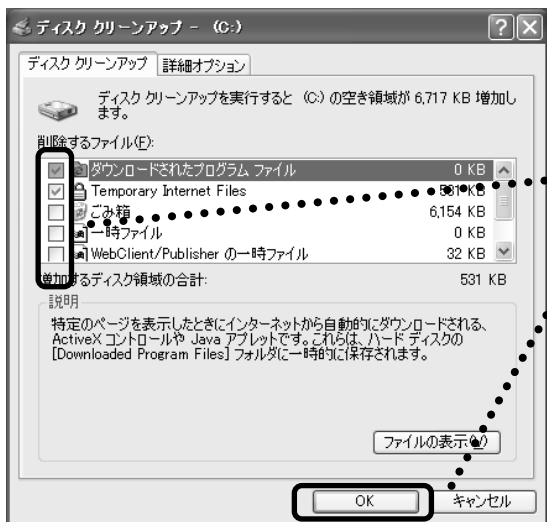 ディスク クリーンアップ - (C:)
ディスク クリーンアップ 詳細オプション
ディスク クリーンアップを実行すると (C:) の空き領域が 6,717 KB 増加し
ます。
削除するファイル(F):
ダウンロードされたプログラム ファイル 0 KB
Temporary Internet Files 531 KB
ごみ箱 6,154 KB
一時ファイル 0 KB
WebClient/Publisher の一時ファイル 32 KB
増加するディスク領域の合計: 531 KB
説明
特定のページを表示したときにインターネットから自動的にダウンロードされる、
ActiveX コントロールや Java アプレットです。これらは、ハード ディスクの
[Downloaded Program Files] フォルダに一時的に保存されます。
ファイルの表示(V)
OK キャンセル